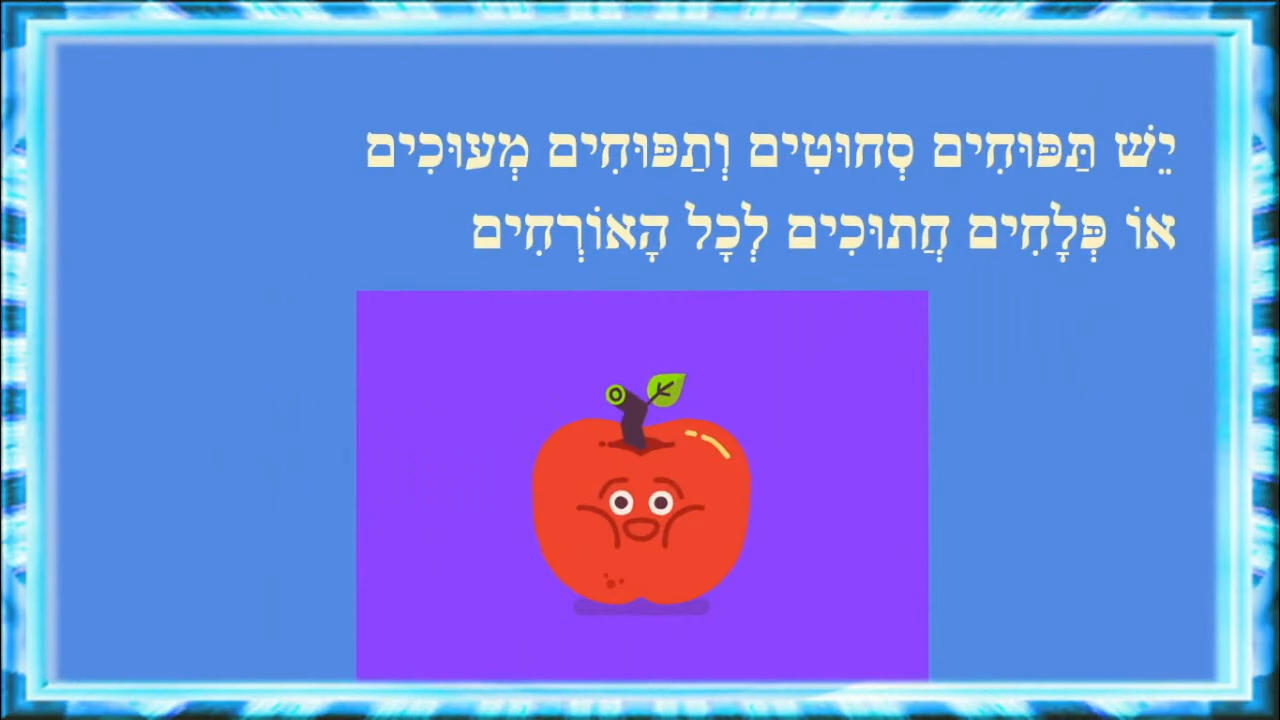 יֵשׁ תַּפּוּחִים סְחוּטִים וְתַפּוּחִים מְעוּכִים
אוֹ פְּלָחִים חֲתוּכִים לְכָל הָאוֹרְחִים